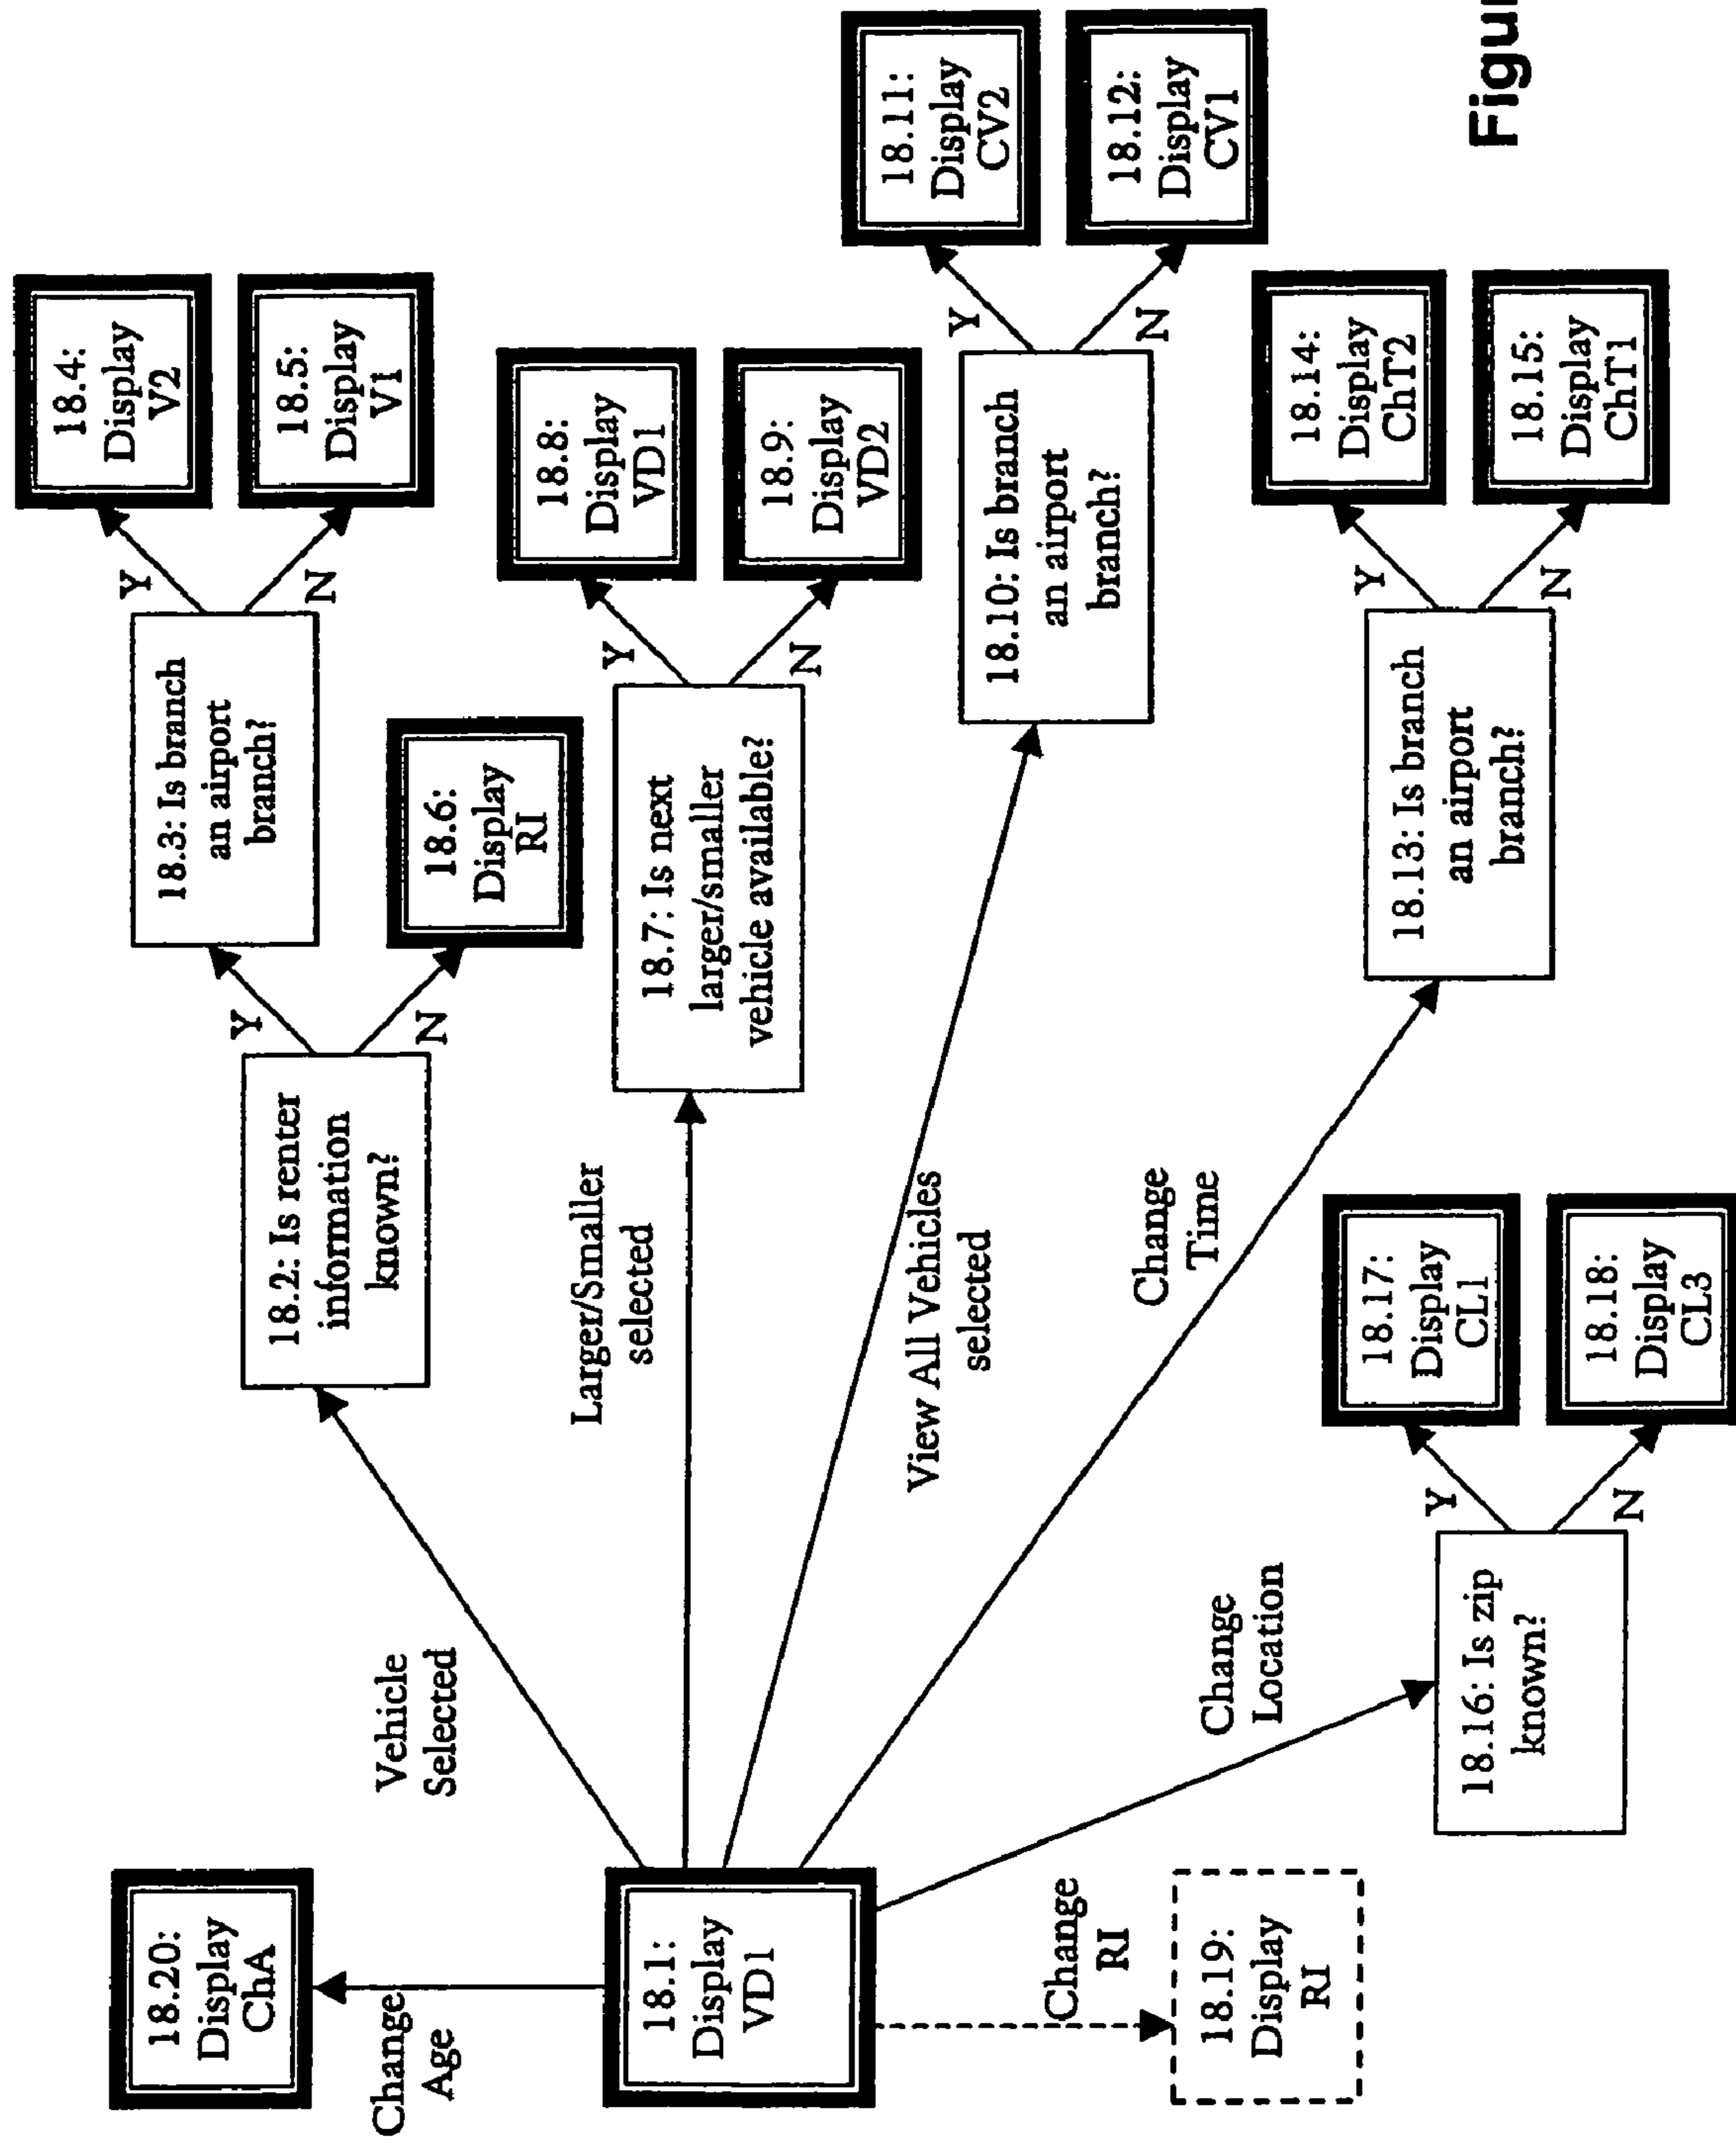 18.20:
Display
ChA
Change
Age
18.1:
Display
VD1
Change
RI
18.19:
Display
RI
Vehicle
Selected
18.2: Is renter
information
known?
Y
N
18.3: Is branch
an airport
branch?
Y
N
18.4:
Display
V2
18.5:
Display
V1
18.6:
Display
RI
Larger/Smaller
selected
18.7: Is next
larger/smaller
vehicle available?
Y
N
18.8:
Display
VD1
18.9:
Display
VD2
View All Vehicles
selected
18.10: Is branch
an airport
branch?
Y
N
18.11:
Display
CV2
18.12:
Display
CV1
Change
Time
18.13: Is branch
an airport
branch?
Y
N
18.14:
Display
ChT2
18.15:
Display
ChT1
Change
Location
18.16: Is zip
known?
Y
N
18.17:
Display
CL1
18.18:
Display
CL3